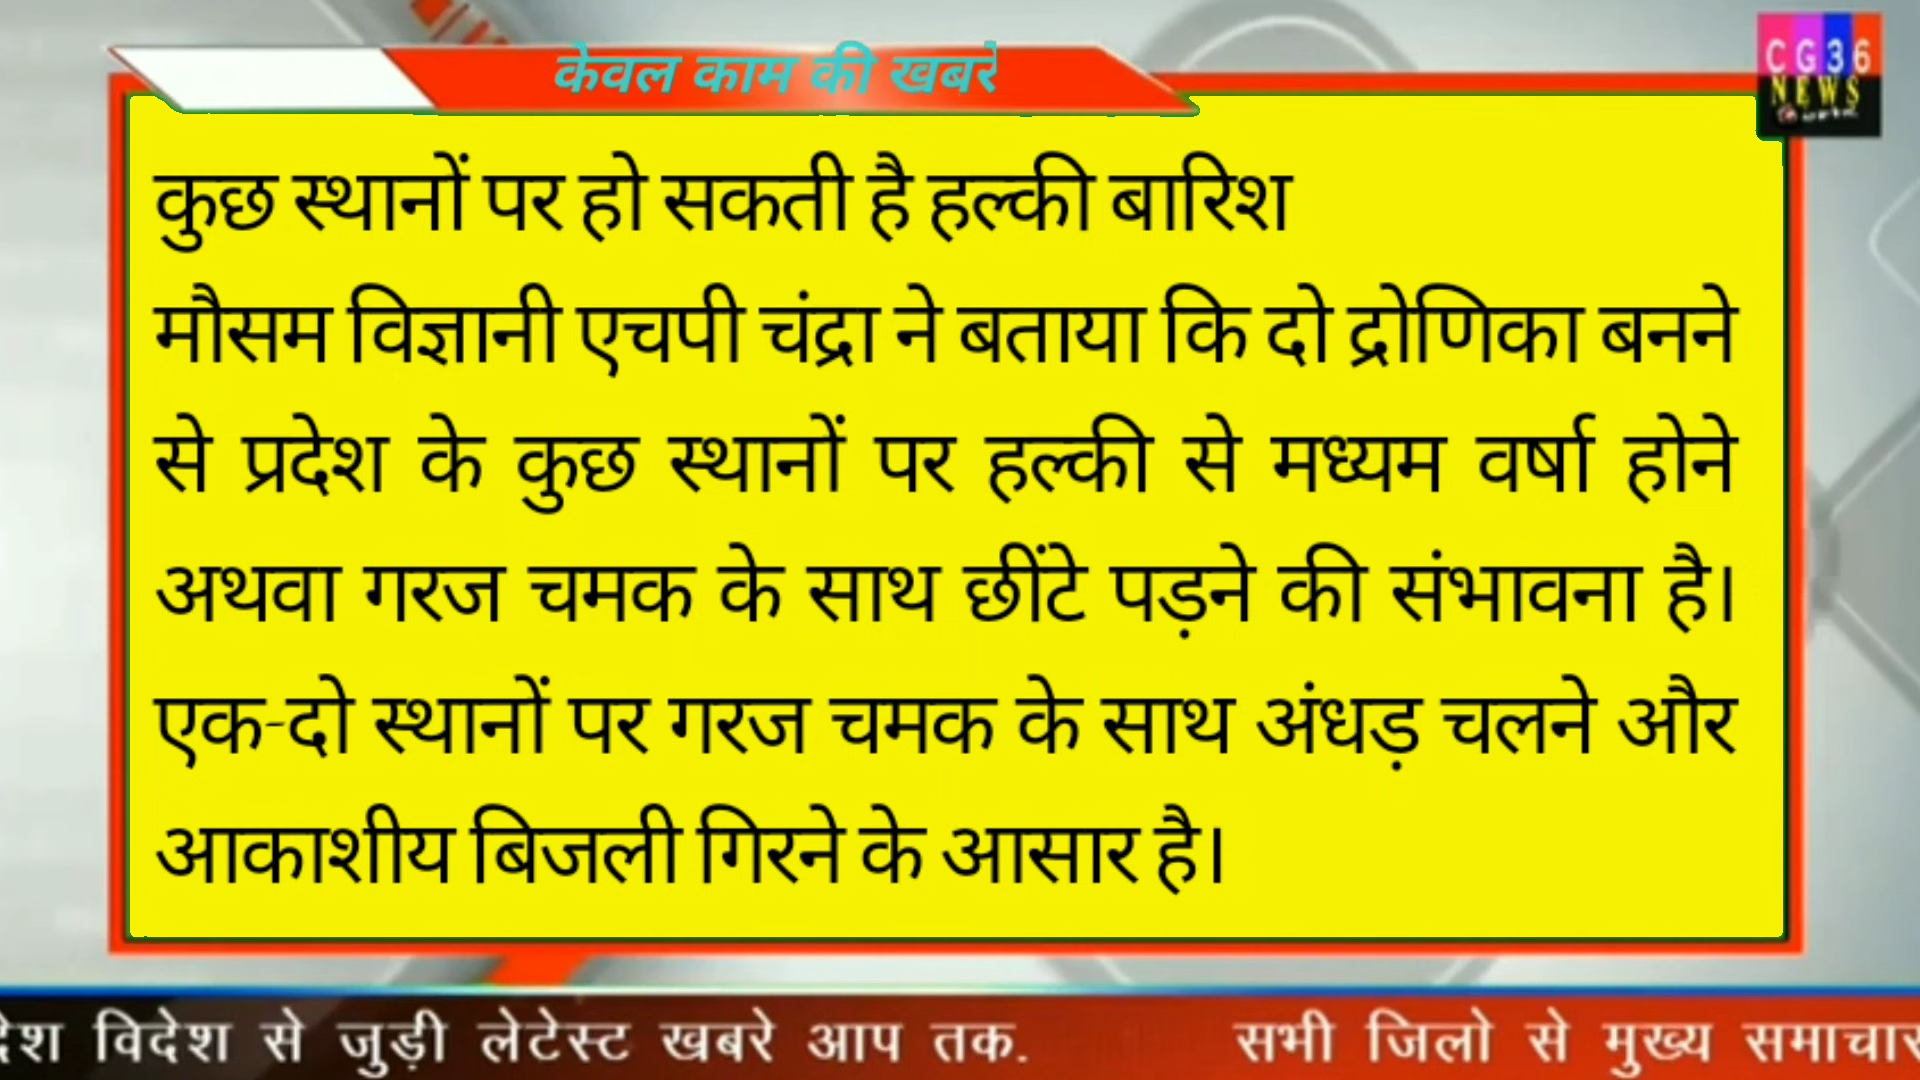 केवल काम की खबरे
CG36
NEWS
कुछ स्थानों पर हो सकती है हल्की बारिश
मौसम विज्ञानी एचपी चंद्रा ने बताया कि दो द्रोणिका बनने
से प्रदेश के कुछ स्थानों पर हल्की से मध्यम वर्षा होने
अथवा गरज चमक के साथ छींटे पड़ने की संभावना है।
एक-दो स्थानों पर गरज चमक के साथ अंधड़ चलने और
आकाशीय बिजली गिरने के आसार है।
देश विदेश से जुड़ी लेटेस्ट खबरे आप तक. सभी जिलो से मुख्य समाचार